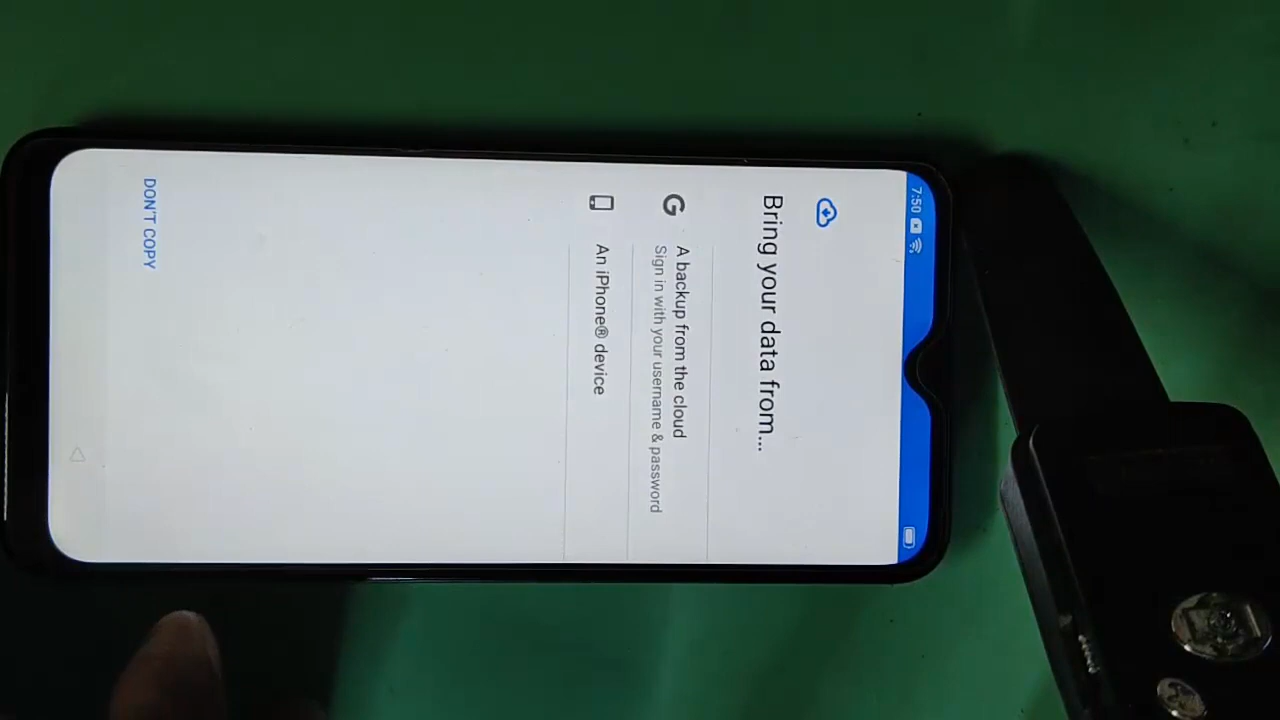 7:50
Bring your data from...
A backup from the cloud
Sign in with your username & password
An iPhone® device
DON'T COPY